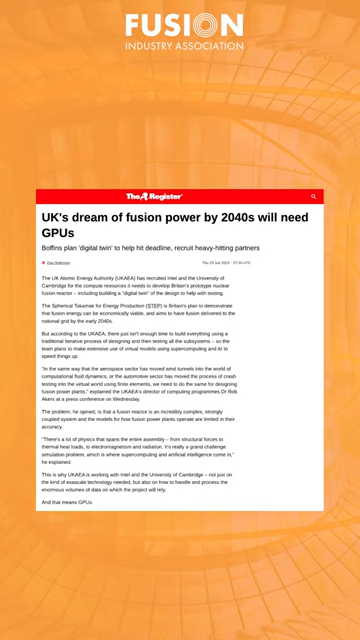 FUSION
INDUSTRY ASSOCIATION
The Register
UK's dream of fusion power by 2040s will need
GPUs
Boffins plan 'digital twin' to help hit deadline, recruit heavy-hitting partners
Dan Robinson
Thu 29 Jun 2023 07:26 UTC
The UK Atomic Energy Authority (UKAEA) has recruited Intel and the University of
Cambridge for the compute resources it needs to develop Britain's prototype nuclear
fusion reactor – including building a "digital twin" of the design to help with testing.
The Spherical Tokamak for Energy Production (STEP) is Britain's plan to demonstrate
that fusion energy can be economically viable, and aims to have fusion delivered to the
national grid by the early 2040s.
But according to the UKAEA, there just isn't enough time to build everything using a
traditional iterative process of designing and then testing all the subsystems – so the
team plans to make extensive use of virtual models using supercomputing and AI to
speed things up.
"In the same way that the aerospace sector has moved wind tunnels into the world of
computational fluid dynamics, or the automotive sector has moved the process of crash
testing into the virtual world using finite elements, we need to do the same for designing
fusion power plants," explained the UKAEA's director of computing programmes Dr Rob
Akers at a press conference on Wednesday.
The problem, he opined, is that a fusion reactor is an incredibly complex, strongly
coupled system and the models for how fusion power plants operate are limited in their
accuracy.
"There's a lot of physics that spans the entire assembly – from structural forces to
thermal heat loads, to electromagnetism and radiation. It's really a grand challenge
simulation problem, which is where supercomputing and artificial intelligence come in,"
he explained.
This is why UKAEA is working with Intel and the University of Cambridge – not just on
the kind of exascale technology needed, but also on how to handle and process the
enormous volumes of data on which the project will rely.
And that means GPUs.